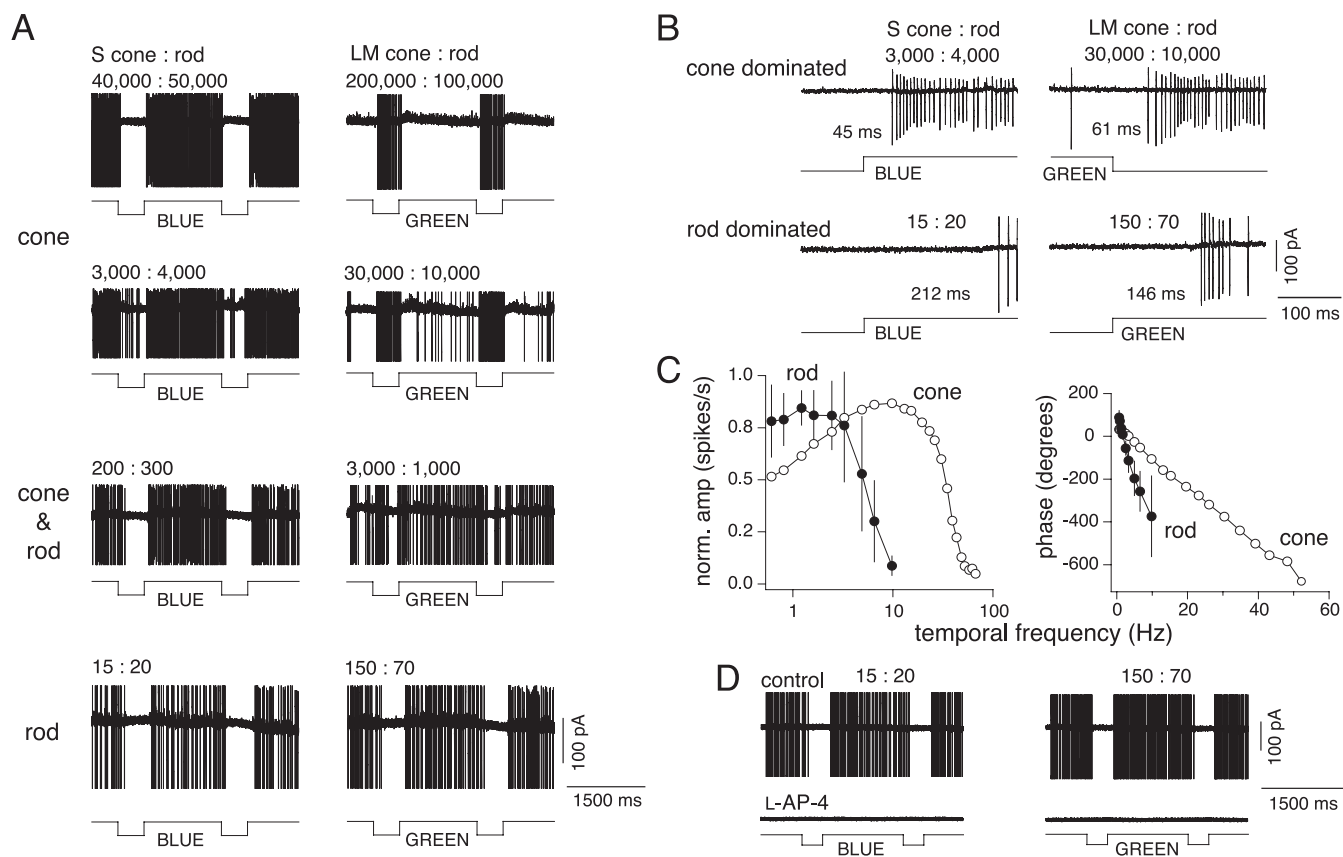 A
S cone : rod
40,000 : 50,000
LM cone : rod
200,000 : 100,000
BLUE
GREEN
cone
3,000 : 4,000
30,000 : 10,000
BLUE
GREEN
cone
&
rod
200 : 300
3,000 : 1,000
BLUE
GREEN
rod
15 : 20
150 : 70
100 pA
1500 ms
BLUE
GREEN
B
cone dominated
S cone : rod
3,000 : 4,000
LM cone : rod
30,000 : 10,000
45 ms
61 ms
BLUE
GREEN
rod dominated
15 : 20
150 : 70
212 ms
146 ms
100 pA
100 ms
BLUE
GREEN
C
norm. amp (spikes/s)
1.0
0.8
0.5
0.2
0.0
rod
cone
1
10
100
phase (degrees)
200
0
-200
-400
-600
rod
cone
0
20
40
60
temporal frequency (Hz)
D
control
15 : 20
150 : 70
100 pA
1500 ms
L-AP-4
BLUE
GREEN